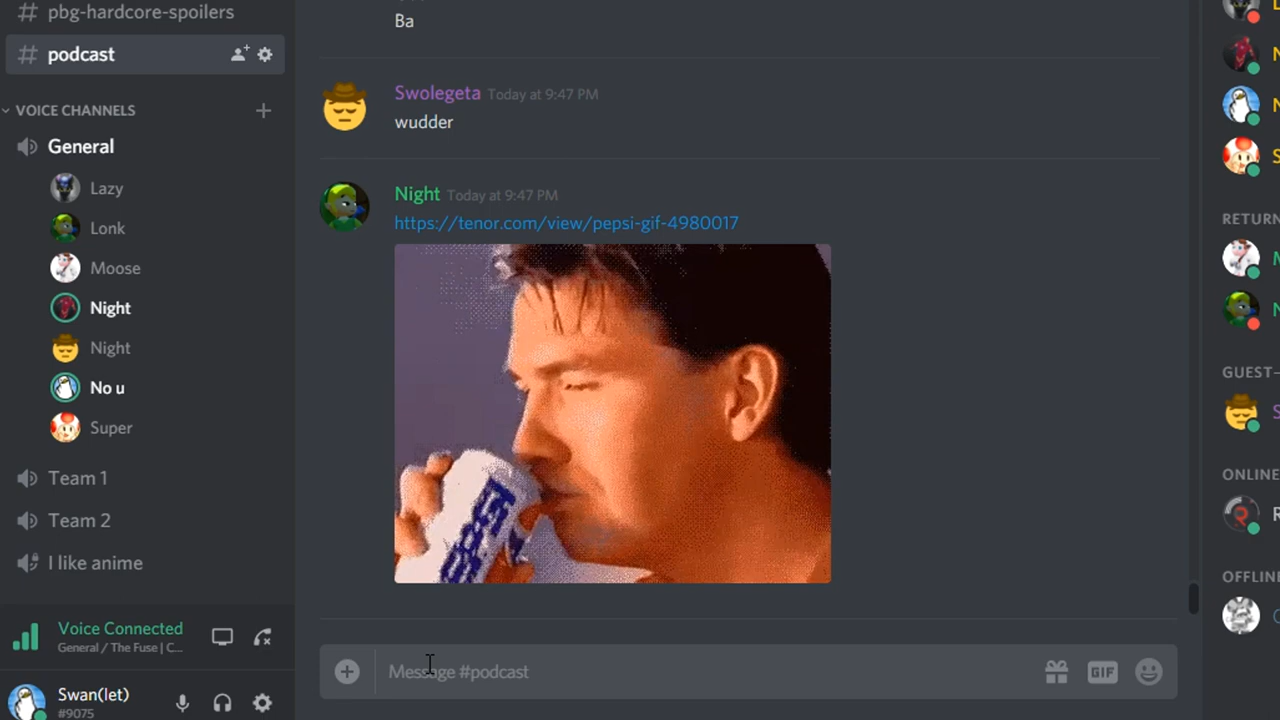 # pbg-hardcore-spoilers
# podcast
VOICE CHANNELS
General
Lazy
Lonk
Moose
Night
Night
No u
Super
Team 1
Team 2
I like anime
Voice Connected
General / The Fuse | C...
Swan(let)
#9075
Ba
Swolegeta Today at 9:47 PM
wudder
Night Today at 9:47 PM
https://tenor.com/view/pepsi-gif-4980017
Message #podcast
GIF
RETURN
GUEST-
ONLINE
OFFLINE